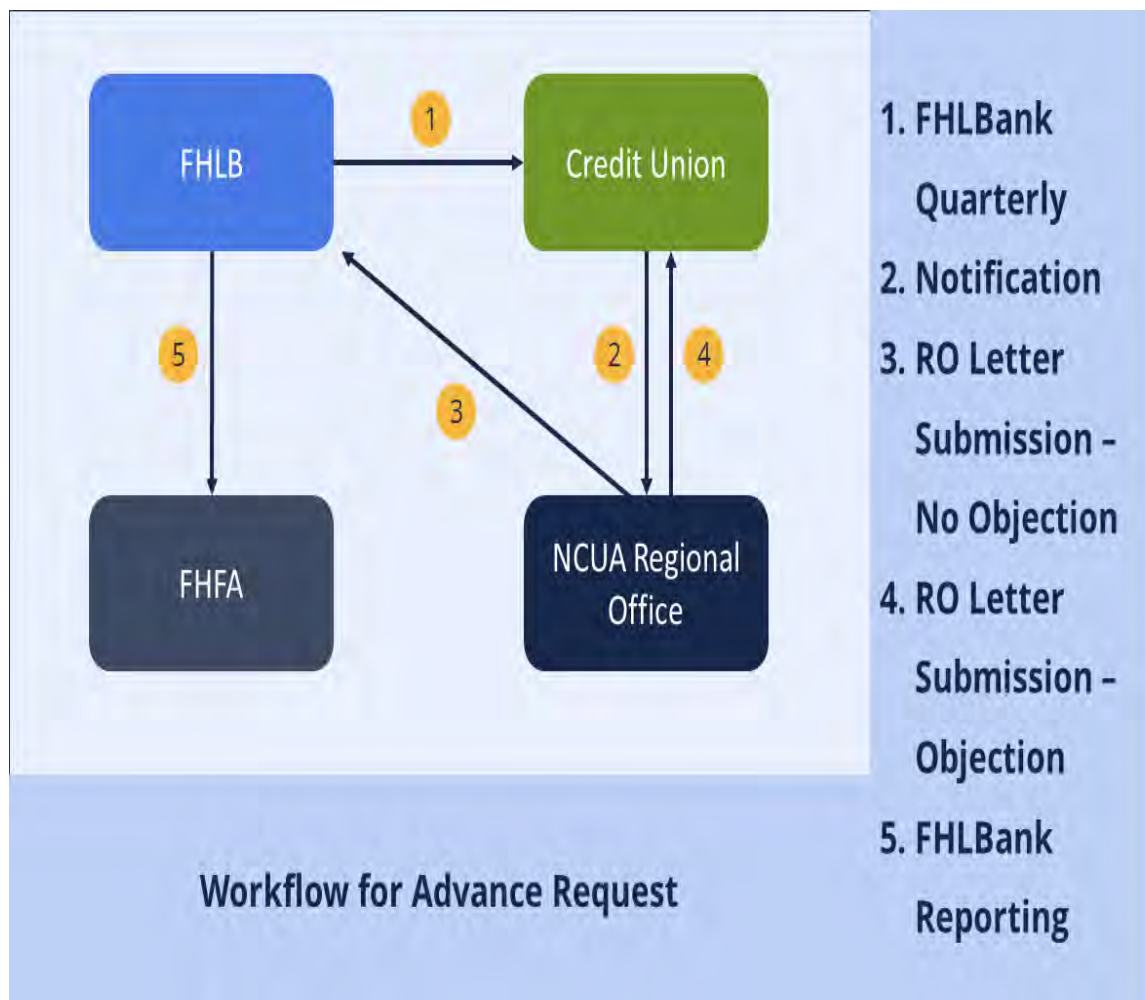 FHLB
1
Credit Union
5
3
2
4
FHFA
NCUA Regional
Office
Workflow for Advance Request
1. FHLBank
Quarterly
2. Notification
3. RO Letter
Submission –
No Objection
4. RO Letter
Submission –
Objection
5. FHLBank
Reporting